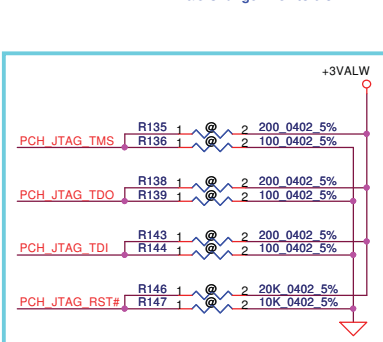 +3VALW
R135 1 @ 2 200_0402_5%
PCH_JTAG_TMS R136 1 @ 2 100_0402_5%
R138 1 @ 2 200_0402_5%
PCH_JTAG_TDO R139 1 @ 2 100_0402_5%
R143 1 @ 2 200_0402_5%
PCH_JTAG_TDI R144 1 @ 2 100_0402_5%
R146 1 @ 2 20K_0402_5%
PCH_JTAG_RST# R147 1 @ 2 10K_0402_5%